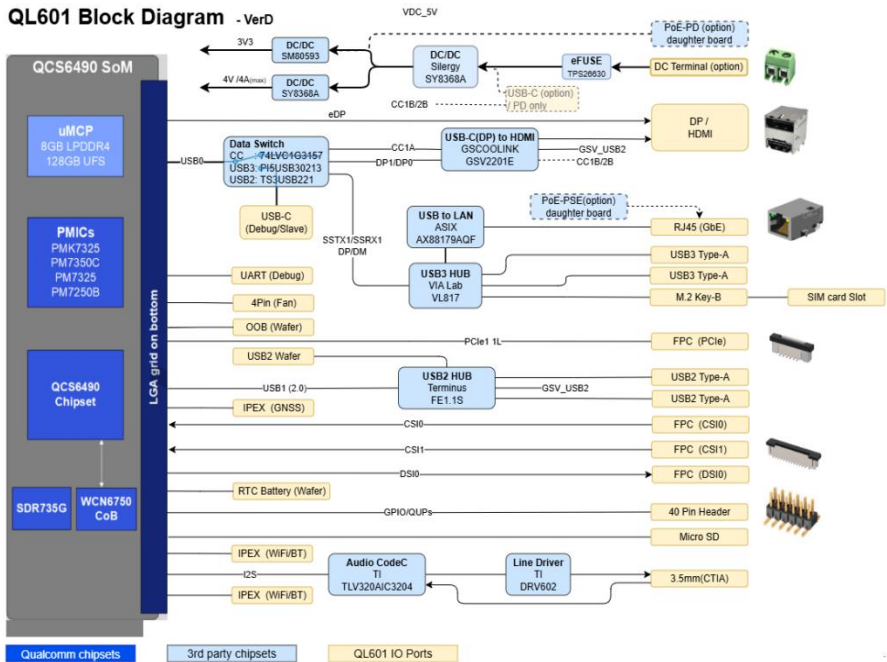 QL601 Block Diagram - VerD
VDC_5V
PoE-PD (option)
daughter board
3V3
DC/DC
SM80593
DC/DC
Silergy
SY8368A
eFUSE
TPS26630
DC Terminal (option)
4V /4A(max)
DC/DC
SY8368A
USB-C (option)
/ PD only
CC1B/2B
QCS6490 SoM
eDP
DP /
HDMI
uMCP
8GB LPDDR4
128GB UFS
USB0
Data Switch
CC : 74LVC1G3157
USB3: PI5USB30213
USB2: TS3USB221
CC1A
DP1/DP0
USB-C(DP) to HDMI
GSCOOLINK
GSV2201E
GSV_USB2
CC1B/2B
USB-C
(Debug/Slave)
SSTX1/SSRX1
DP/DM
PoE-PSE(option)
daughter board
USB to LAN
ASIX
AX88179AQF
RJ45 (GbE)
PMICs
PMK7325
PM7350C
PM7325
PM7250B
USB3 HUB
VIA Lab
VL817
USB3 Type-A
USB3 Type-A
M.2 Key-B
SIM card Slot
UART (Debug)
4Pin (Fan)
OOB (Wafer)
LGA grid on bottom
PCIe1 1L
FPC (PCIe)
USB2 Wafer
QCS6490
Chipset
USB1 (2.0)
USB2 HUB
Terminus
FE1.1S
GSV_USB2
USB2 Type-A
USB2 Type-A
IPEX (GNSS)
CSI0
FPC (CSI0)
CSI1
FPC (CSI1)
DSI0
FPC (DSI0)
RTC Battery (Wafer)
SDR735G
WCN6750
CoB
GPIO/QUPs
40 Pin Header
Micro SD
IPEX (WiFi/BT)
I2S
Audio CodeC
TI
TLV320AIC3204
Line Driver
TI
DRV602
3.5mm(CTIA)
IPEX (WiFi/BT)
Qualcomm chipsets
3rd party chipsets
QL601 IO Ports